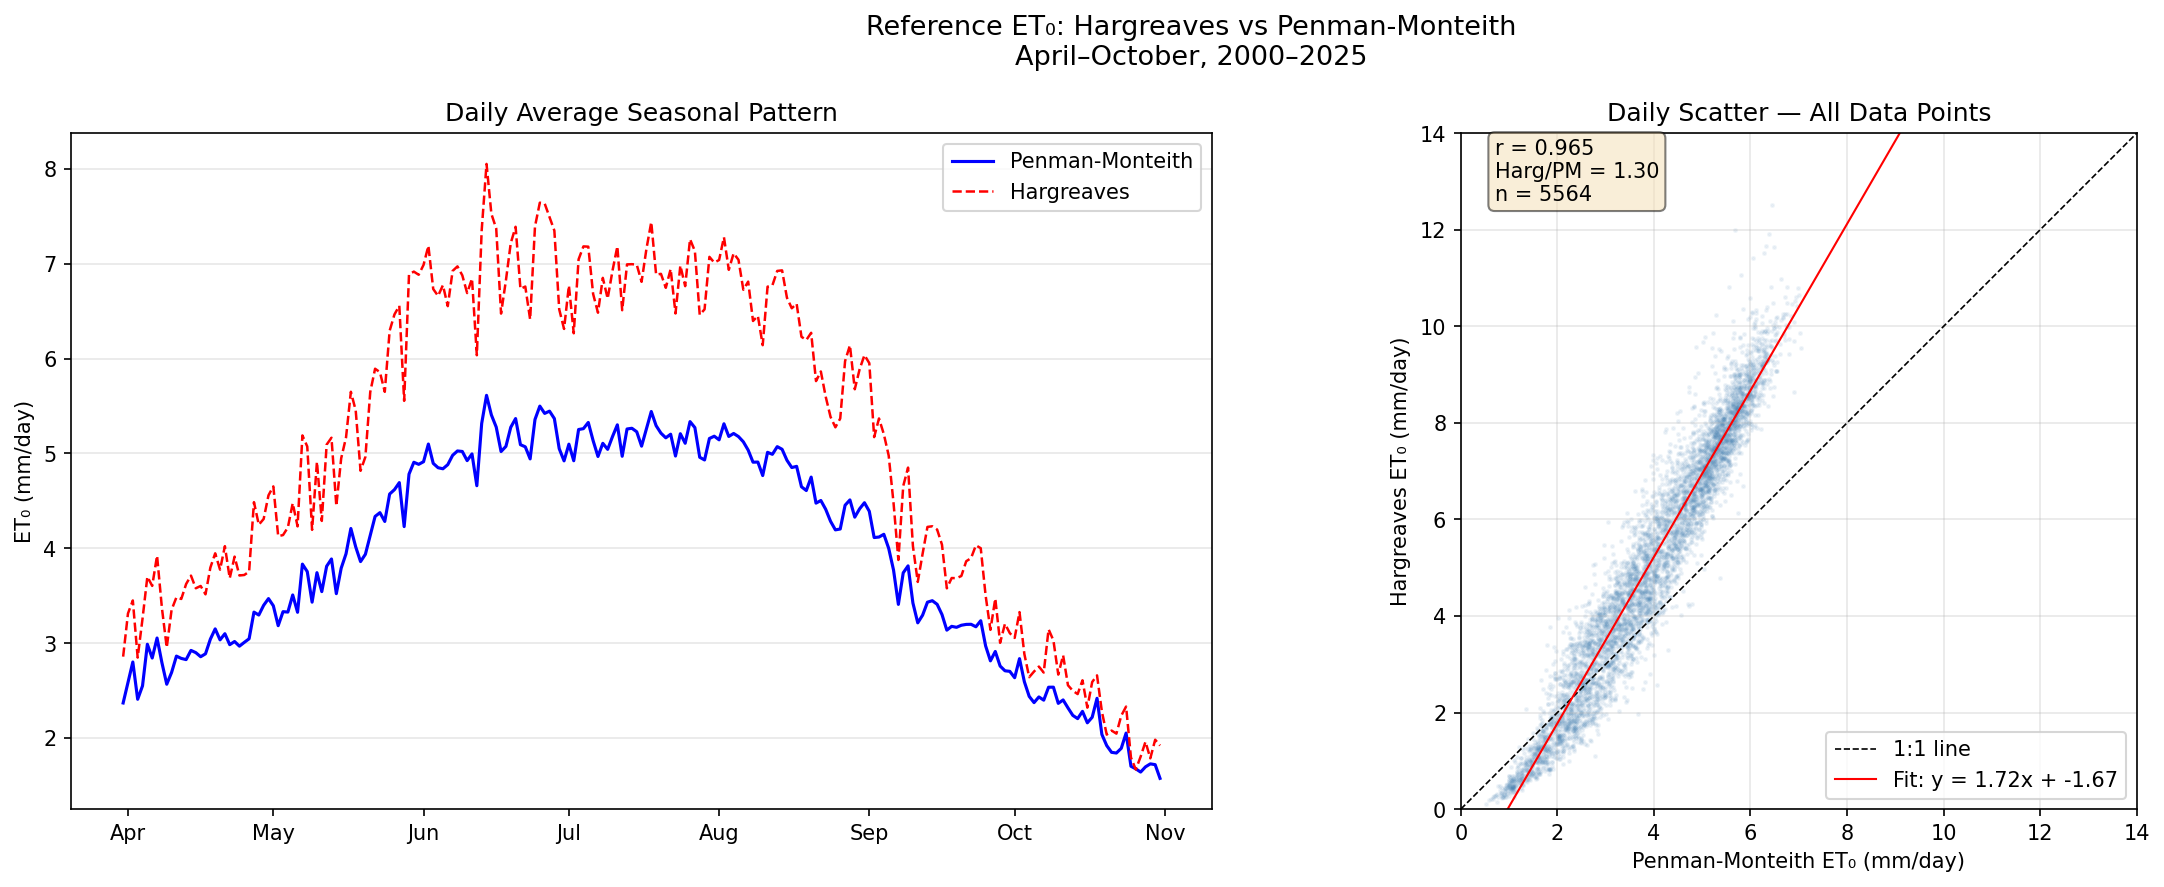 Reference ET₀: Hargreaves vs Penman-Monteith
April–October, 2000–2025
Daily Average Seasonal Pattern
ET₀ (mm/day)
8
7
6
5
4
3
2
Apr May Jun Jul Aug Sep Oct Nov
Penman-Monteith
Hargreaves
Daily Scatter — All Data Points
Hargreaves ET₀ (mm/day)
14
12
10
8
6
4
2
0
r = 0.965
Harg/PM = 1.30
n = 5564
1:1 line
Fit: y = 1.72x + -1.67
0 2 4 6 8 10 12 14
Penman-Monteith ET₀ (mm/day)